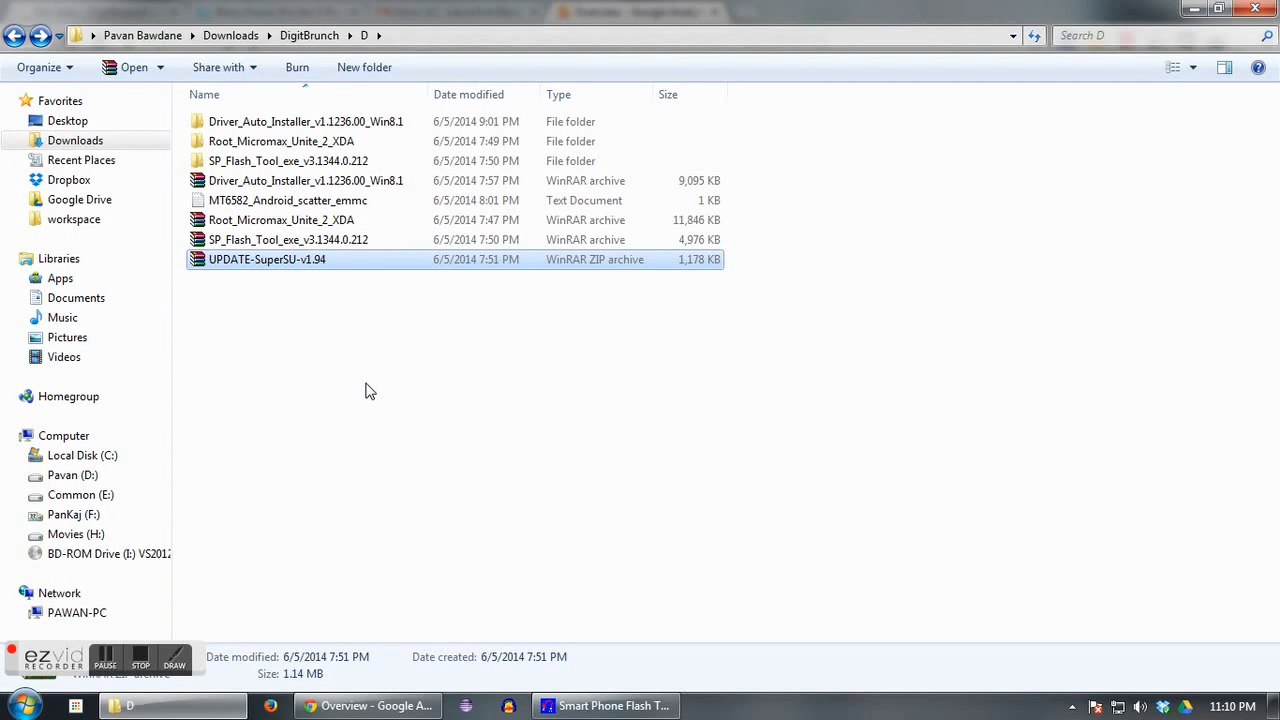 Pavan Bawdane Downloads DigitBrunch D Search D
Organize Open Share with Burn New folder
Name Date modified Type Size
Driver_Auto_Installer_v1.1236.00_Win8.1 6/5/2014 9:01 PM File folder
Root_Micromax_Unite_2_XDA 6/5/2014 7:49 PM File folder
SP_Flash_Tool_exe_v3.1344.0.212 6/5/2014 7:50 PM File folder
Driver_Auto_Installer_v1.1236.00_Win8.1 6/5/2014 7:57 PM WinRAR archive 9,095 KB
MT6582_Android_scatter_emmc 6/5/2014 8:01 PM Text Document 1 KB
Root_Micromax_Unite_2_XDA 6/5/2014 7:47 PM WinRAR archive 11,846 KB
SP_Flash_Tool_exe_v3.1344.0.212 6/5/2014 7:50 PM WinRAR archive 4,976 KB
UPDATE-SuperSU-v1.94 6/5/2014 7:51 PM WinRAR ZIP archive 1,178 KB
Favorites
Desktop
Downloads
Recent Places
Dropbox
Google Drive
workspace
Libraries
Apps
Documents
Music
Pictures
Videos
Homegroup
Computer
Local Disk (C:)
Pavan (D:)
Common (E:)
PanKaj (F:)
Movies (H:)
BD-ROM Drive (I:) VS2012
Network
PAWAN-PC
ezvid
RECORDER
PAUSE STOP DRAW
Date modified: 6/5/2014 7:51 PM Date created: 6/5/2014 7:51 PM
Size: 1.14 MB
D Overview - Google A... Smart Phone Flash T... 11:10 PM